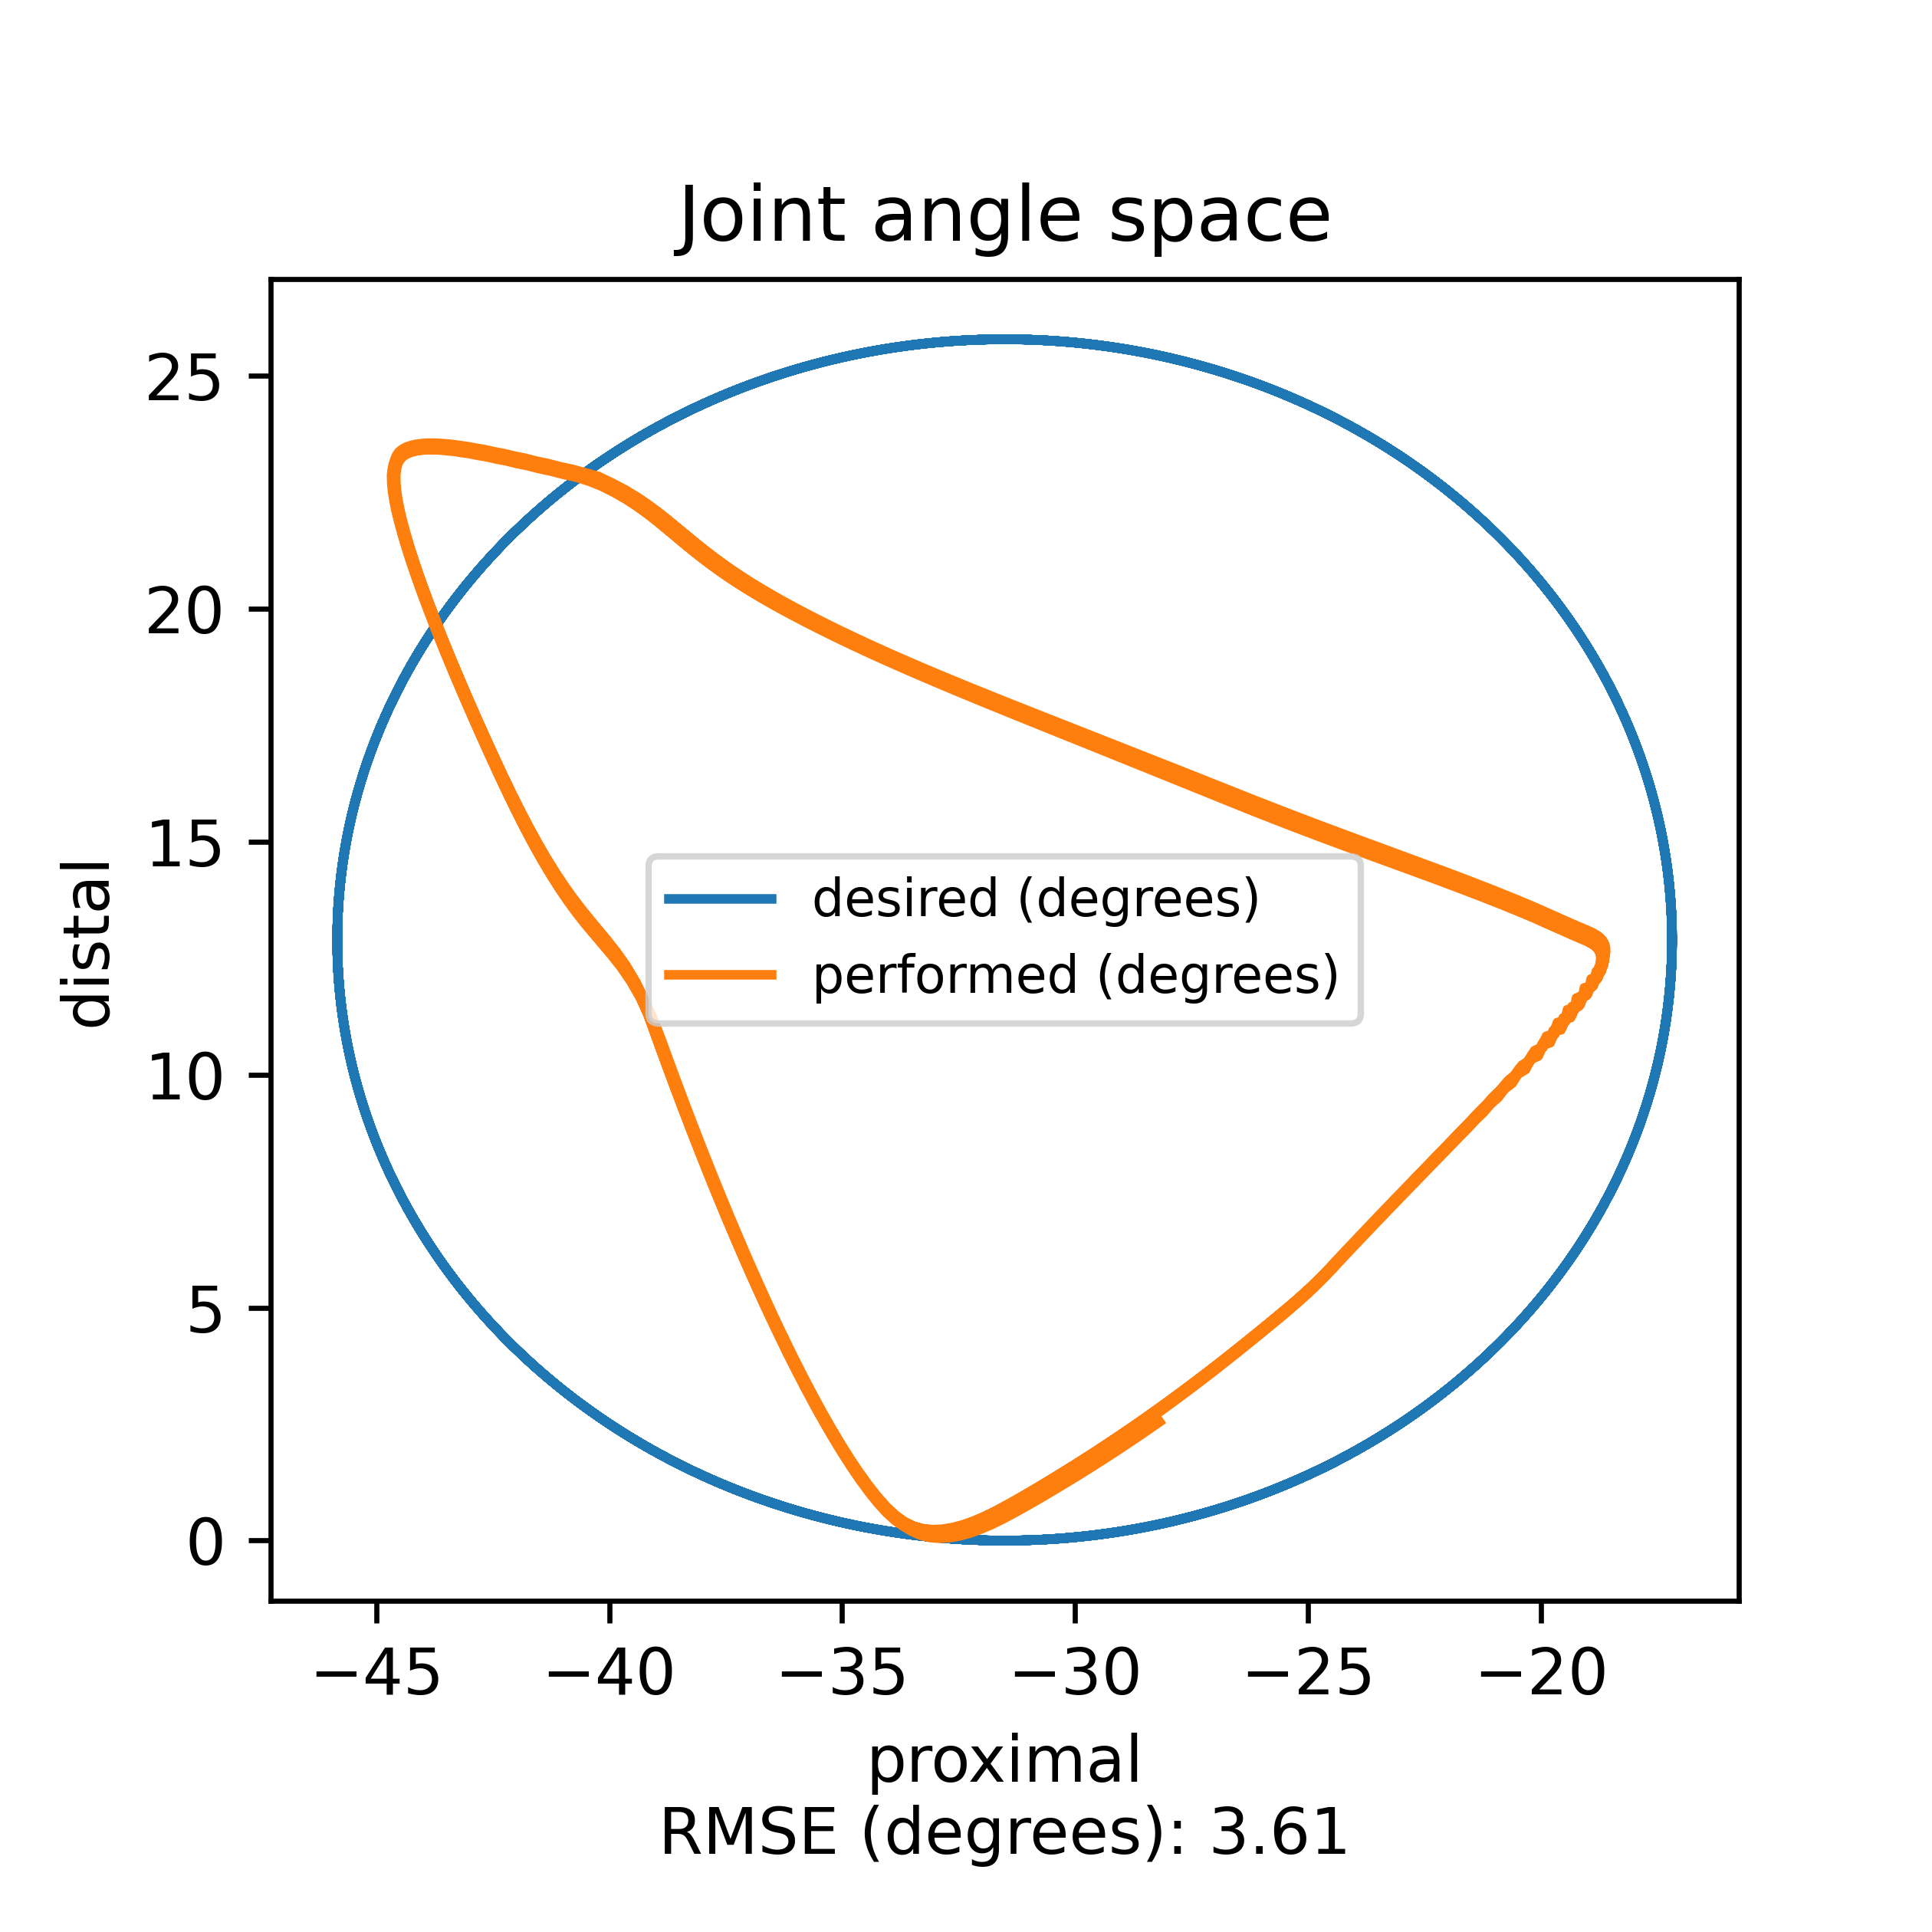 Joint angle space
25
20
15
10
5
0
distal
desired (degrees)
performed (degrees)
−45 −40 −35 −30 −25 −20
proximal
RMSE (degrees): 3.61